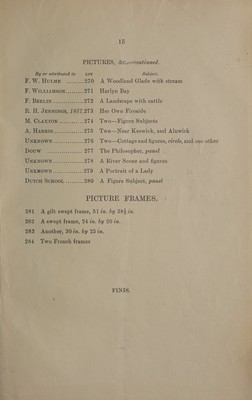 15
PICTURES, &c.—continued.
By or attributed to LOT Subject.
F. W. HULME ..........270 A Woodland Glade with stream
F. WILLIAMSON..........271 Harlyn Bay
F. BEELIN ..............272 A Landscape with cattle
R. H. JENNINGS, 1897.273 Her Own Fireside
M. CLAXTON ............274 Two—Figure Subjects
A. HARRIS ..............275 Two—Near Keswick, and Alnwick
UNKNOWN ..............276 Two—Cottage and figures, circle, and one other
DOUW ..................277 The Philosopher, panel
UNKNOWN ..............278 A River Scene and figures
UNKNOWN ..............279 A Portrait of a Lady
DUTCH SCHOOL ..........280 A Figure Subject, panel
PICTURE FRAMES.
281 A gilt swept frame, 51 in. by 38½ in.
282 A swept frame, 24 in. by 20 in.
283 Another, 30 in. by 25 in.
284 Two French frames
FINIS.